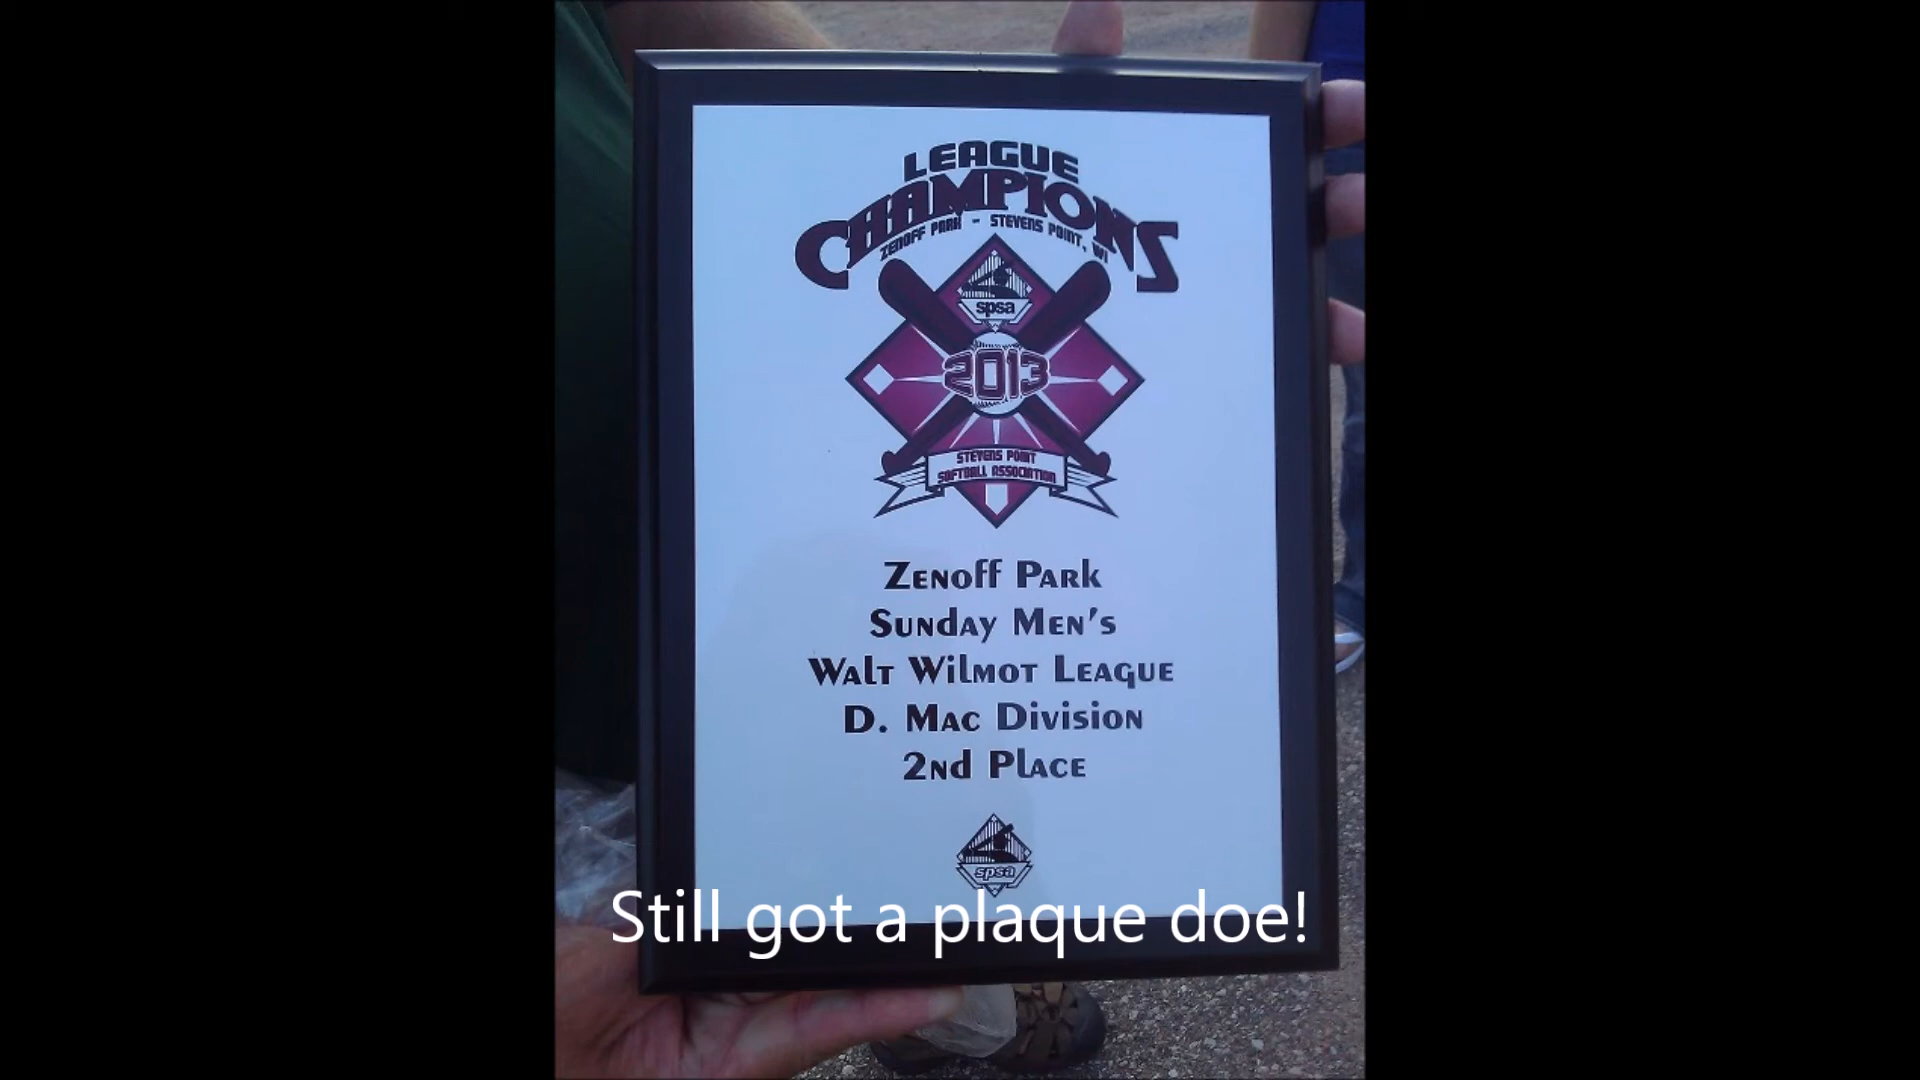 LEAGUE
CHAMPIONS
ZENOFF PARK - STEVENS POINT, WI
spsa
2013
STEVENS POINT
SOFTBALL ASSOCIATION
Zenoff Park
Sunday Men's
Walt Wilmot League
D. Mac Division
2nd Place
spsa
Still got a plaque doe!